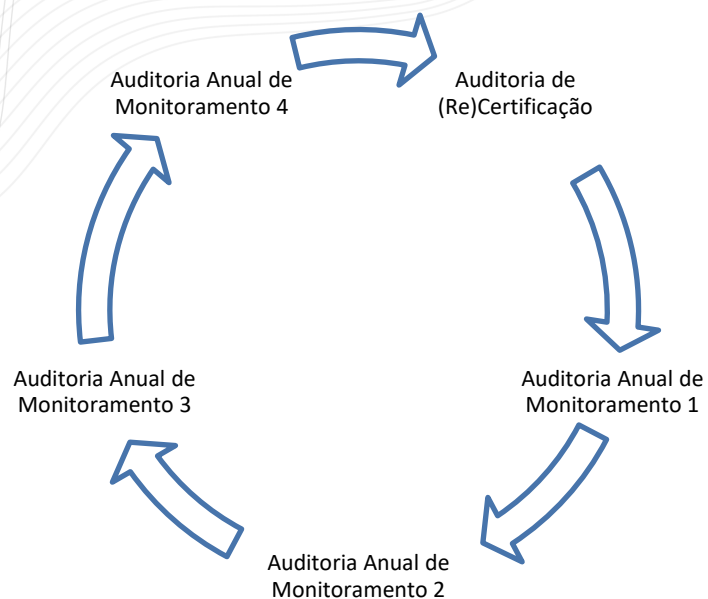 Auditoria Anual de
Monitoramento 4
Auditoria de
(Re)Certificação
Auditoria Anual de
Monitoramento 1
Auditoria Anual de
Monitoramento 2
Auditoria Anual de
Monitoramento 3